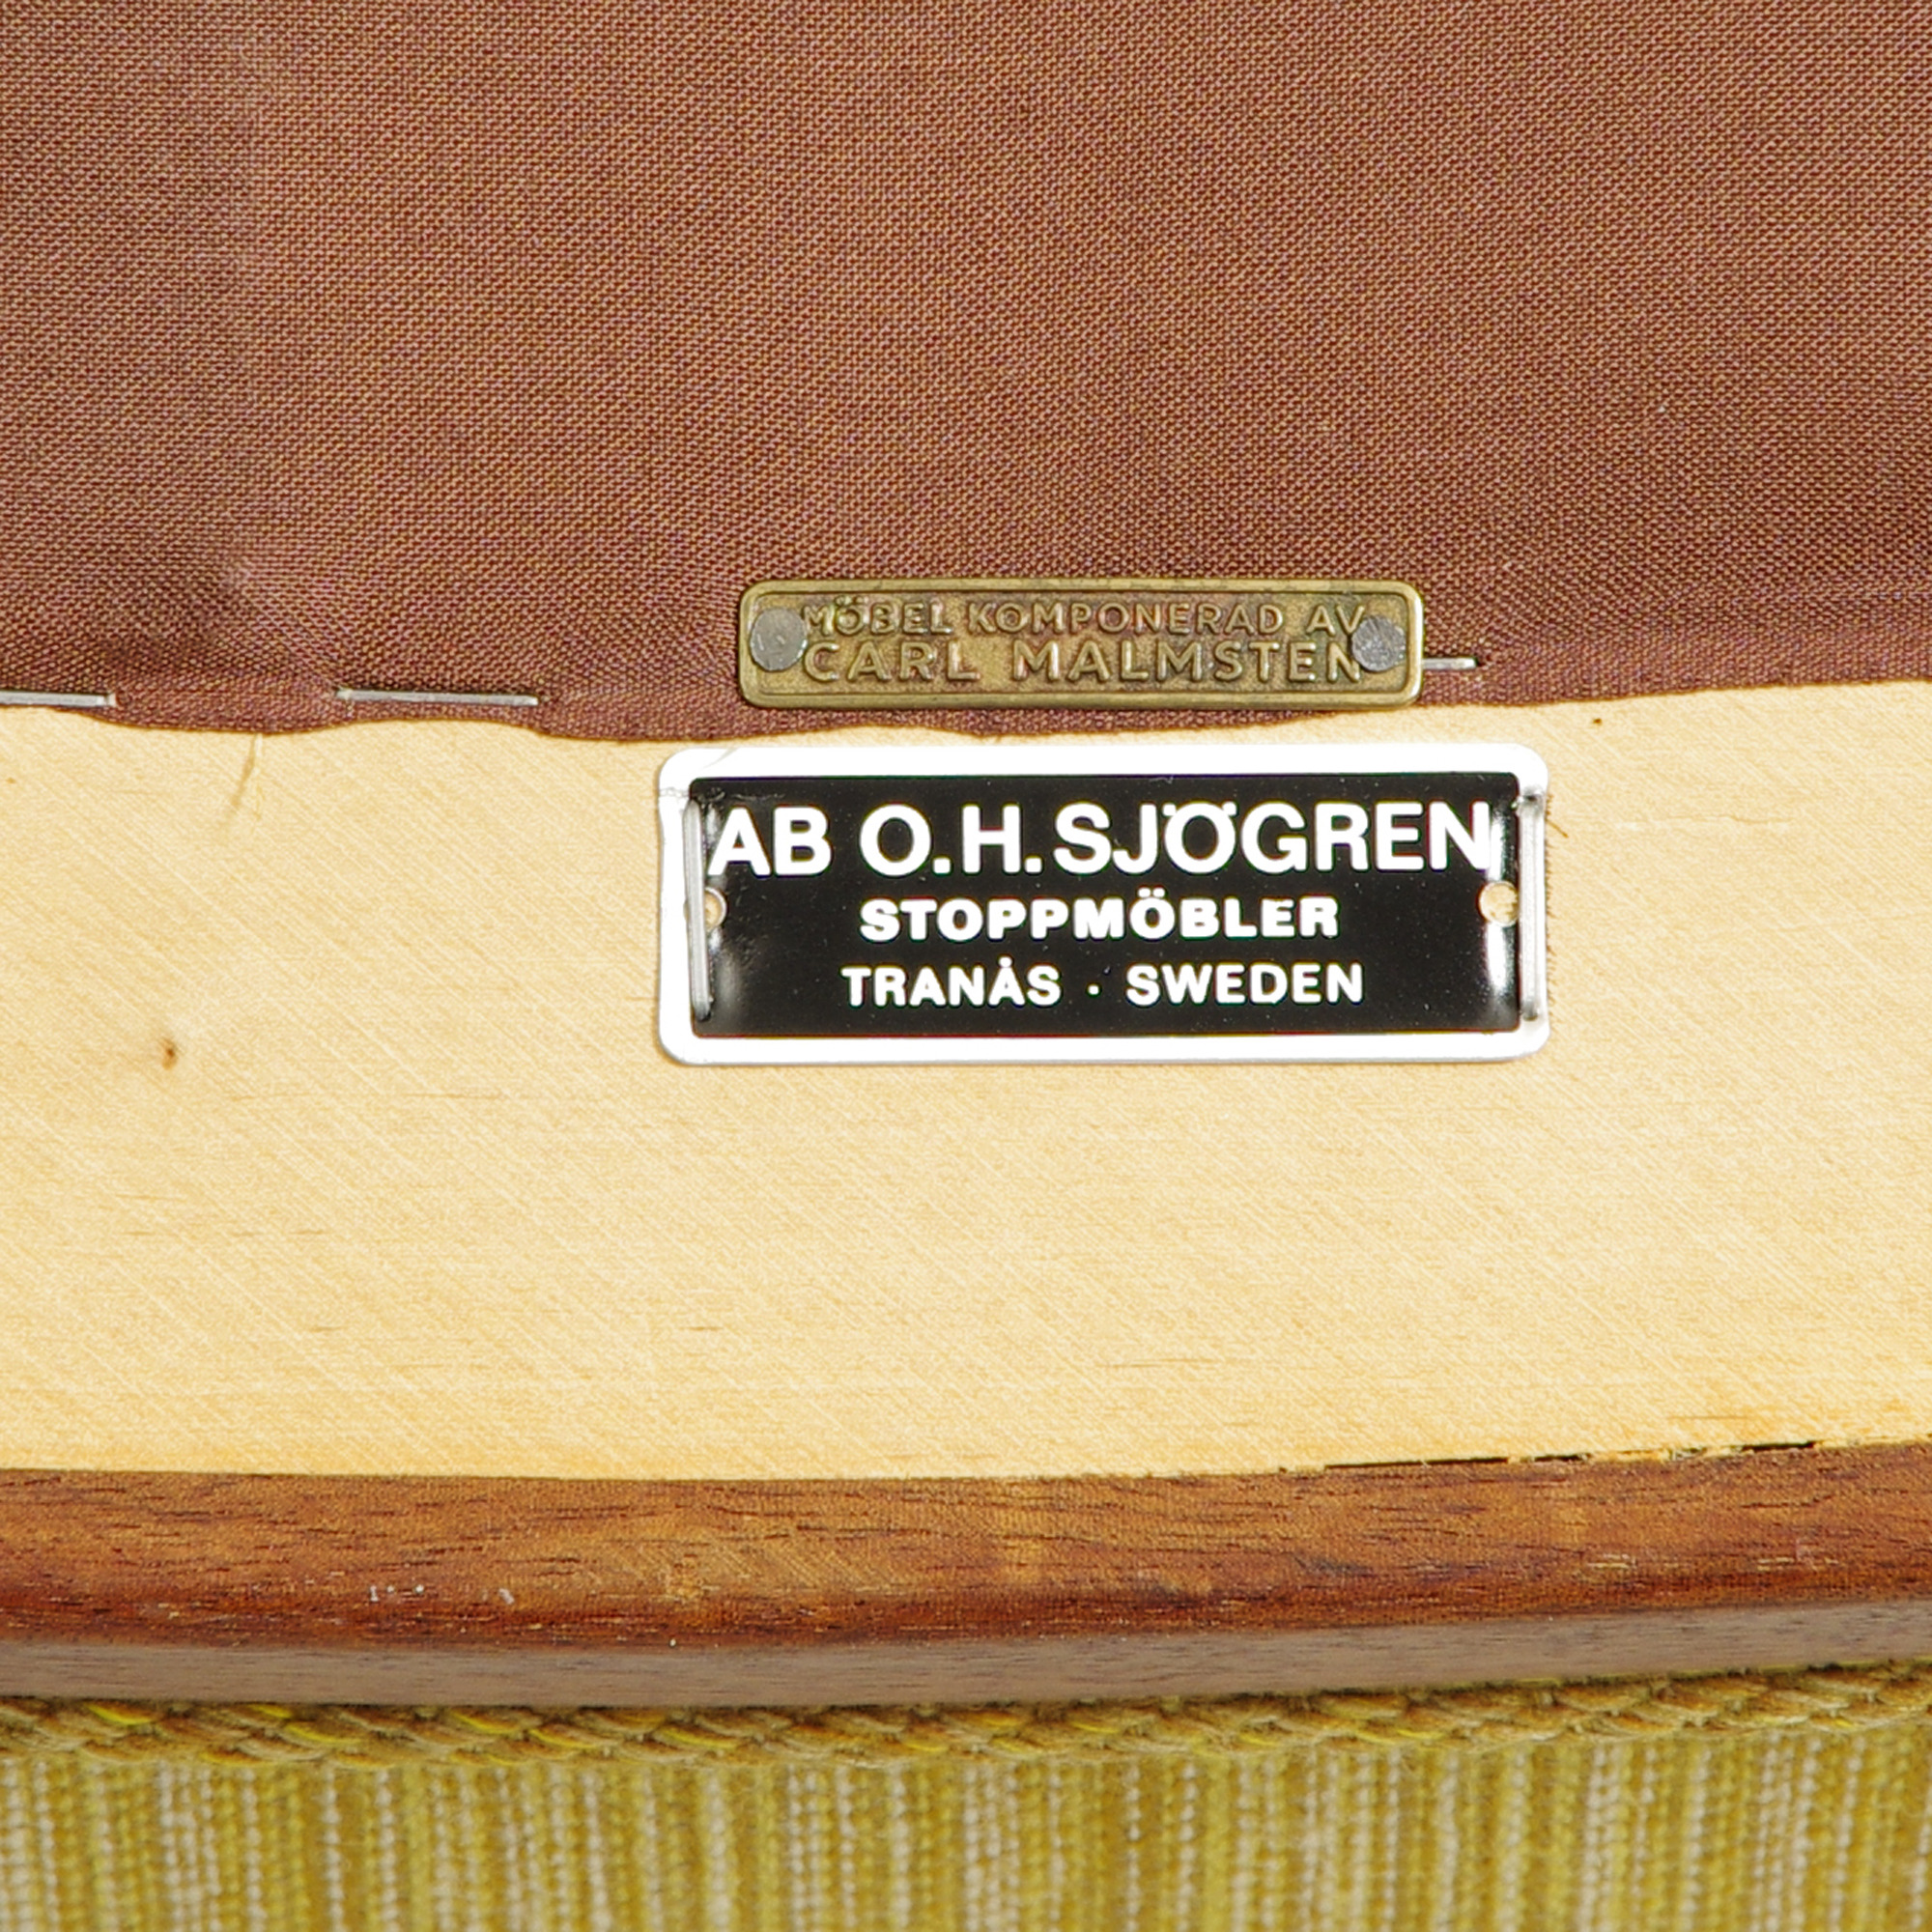 MÖBEL KOMPONERAD AV
CARL MALMSTEN
AB O.H. SJÖGREN
STOPPMÖBLER
TRANÅS · SWEDEN